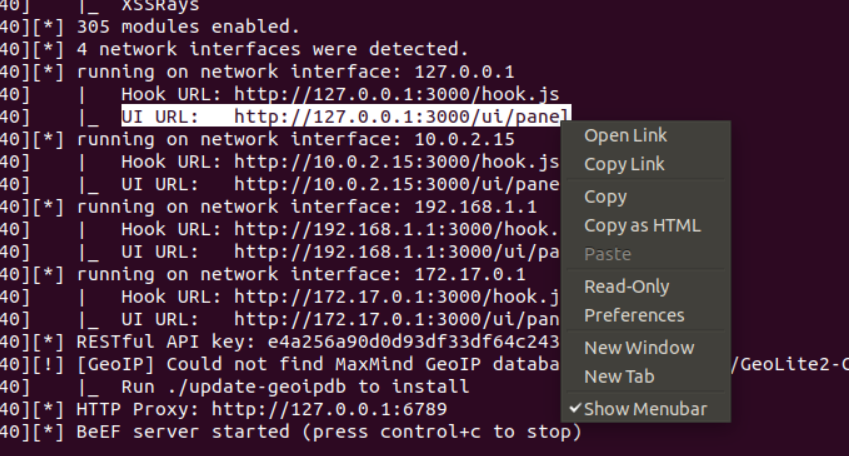 40]    |_  XSSRays
40][*] 305 modules enabled.
40][*] 4 network interfaces were detected.
40][*] running on network interface: 127.0.0.1
40]    |   Hook URL: http://127.0.0.1:3000/hook.js
40]    |_  UI URL:   http://127.0.0.1:3000/ui/panel
40][*] running on network interface: 10.0.2.15
40]    |   Hook URL: http://10.0.2.15:3000/hook.js
40]    |_  UI URL:   http://10.0.2.15:3000/ui/pane
40][*] running on network interface: 192.168.1.1
40]    |   Hook URL: http://192.168.1.1:3000/hook.
40]    |_  UI URL:   http://192.168.1.1:3000/ui/pa
40][*] running on network interface: 172.17.0.1
40]    |   Hook URL: http://172.17.0.1:3000/hook.j
40]    |_  UI URL:   http://172.17.0.1:3000/ui/pan
40][*] RESTful API key: e4a256a90d0d93df33df64c243
40][!] [GeoIP] Could not find MaxMind GeoIP databa /GeoLite2-C
40]    |_  Run ./update-geoipdb to install
40][*] HTTP Proxy: http://127.0.0.1:6789
40][*] BeEF server started (press control+c to stop)
Open Link
Copy Link
Copy
Copy as HTML
Paste
Read-Only
Preferences
New Window
New Tab
✔Show Menubar